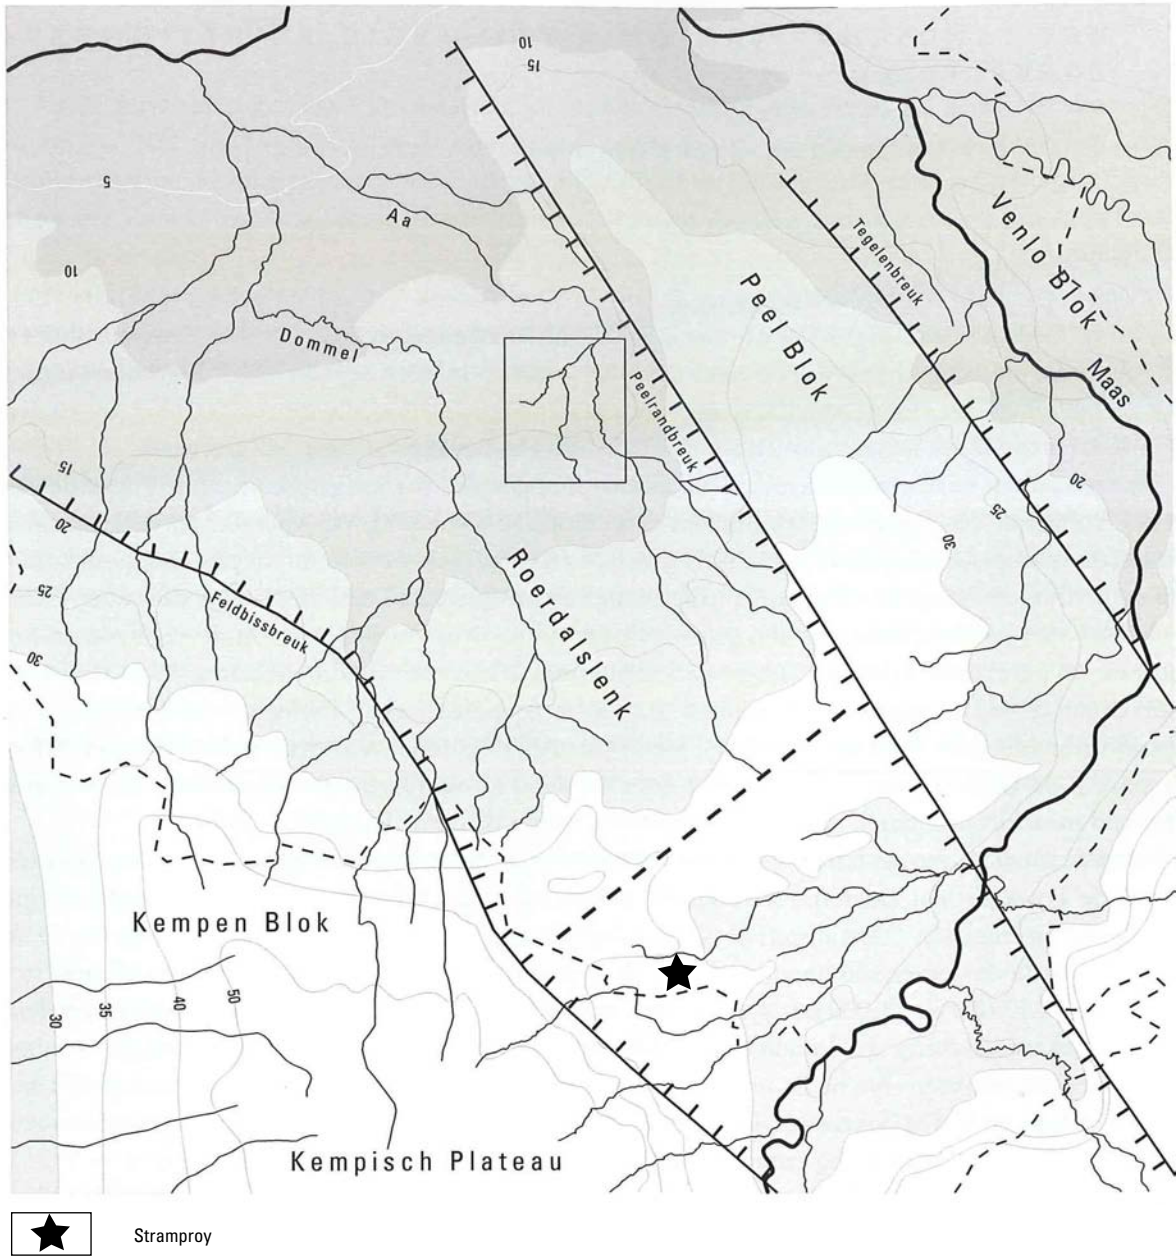 10
15
5
Aa
10
Dommel
Venlo Blok
Tegelenbreuk
Peel Blok
Maas
Peelrandbreuk
15
20
25
30
Feldbissbreuk
Roerdalslenk
20
25
30
Kempen Blok
30
35
40
50
Kempisch Plateau
Stramproy